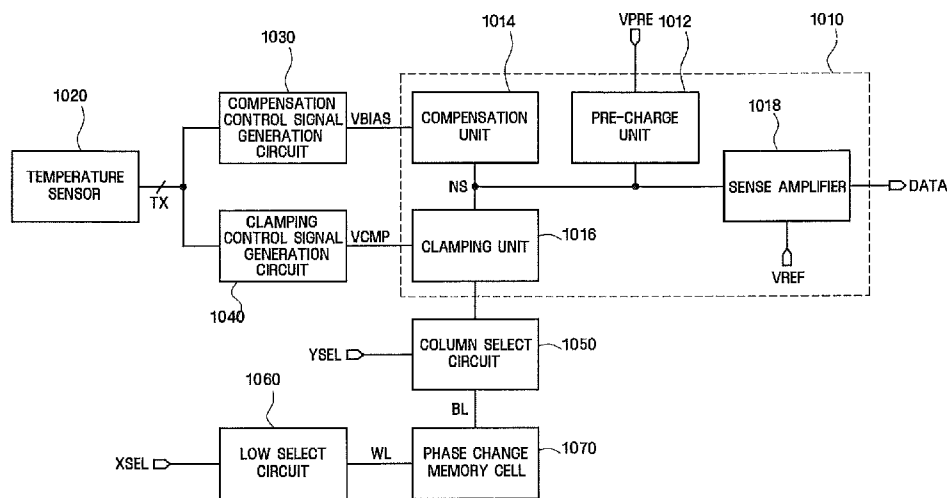 1014
VPRE
1012
1010
1030
1020
COMPENSATION
CONTROL SIGNAL
GENERATION
CIRCUIT
VBIAS
COMPENSATION
UNIT
PRE-CHARGE
UNIT
1018
TEMPERATURE
SENSOR
TX
NS
SENSE AMPLIFIER
DATA
CLAMPING
CONTROL SIGNAL
GENERATION
CIRCUIT
VCMP
CLAMPING UNIT
1016
VREF
1040
YSEL
COLUMN SELECT
CIRCUIT
1050
1060
BL
XSEL
LOW SELECT
CIRCUIT
WL
PHASE CHANGE
MEMORY CELL
1070